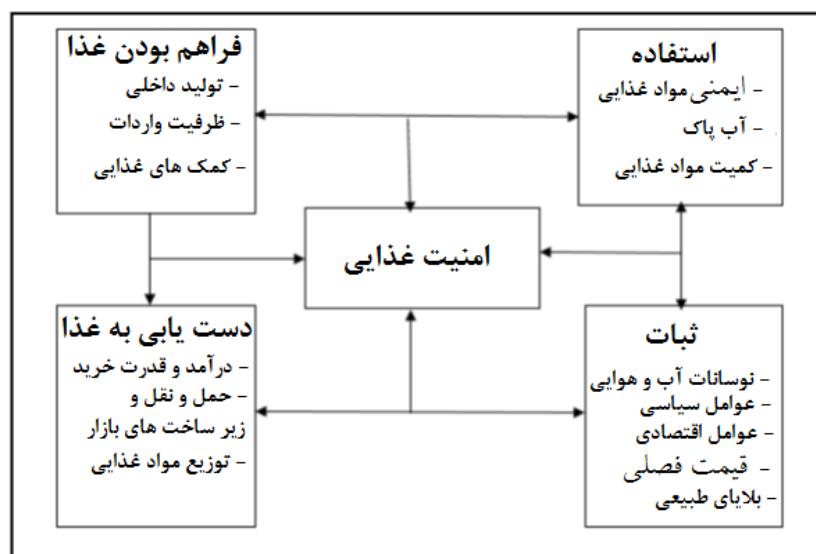 استفاده
- ایمنی مواد غذایی
- آب پاک
- کمیت مواد غذایی
فراهم بودن غذا
- تولید داخلی
- ظرفیت واردات
- کمک های غذایی
امنیت غذایی
ثبات
- نوسانات آب و هوایی
- عوامل سیاسی
- عوامل اقتصادی
- قیمت فصلی
- بلایای طبیعی
دست یابی به غذا
- درآمد و قدرت خرید
- حمل و نقل و
زیر ساخت های بازار
- توزیع مواد غذایی